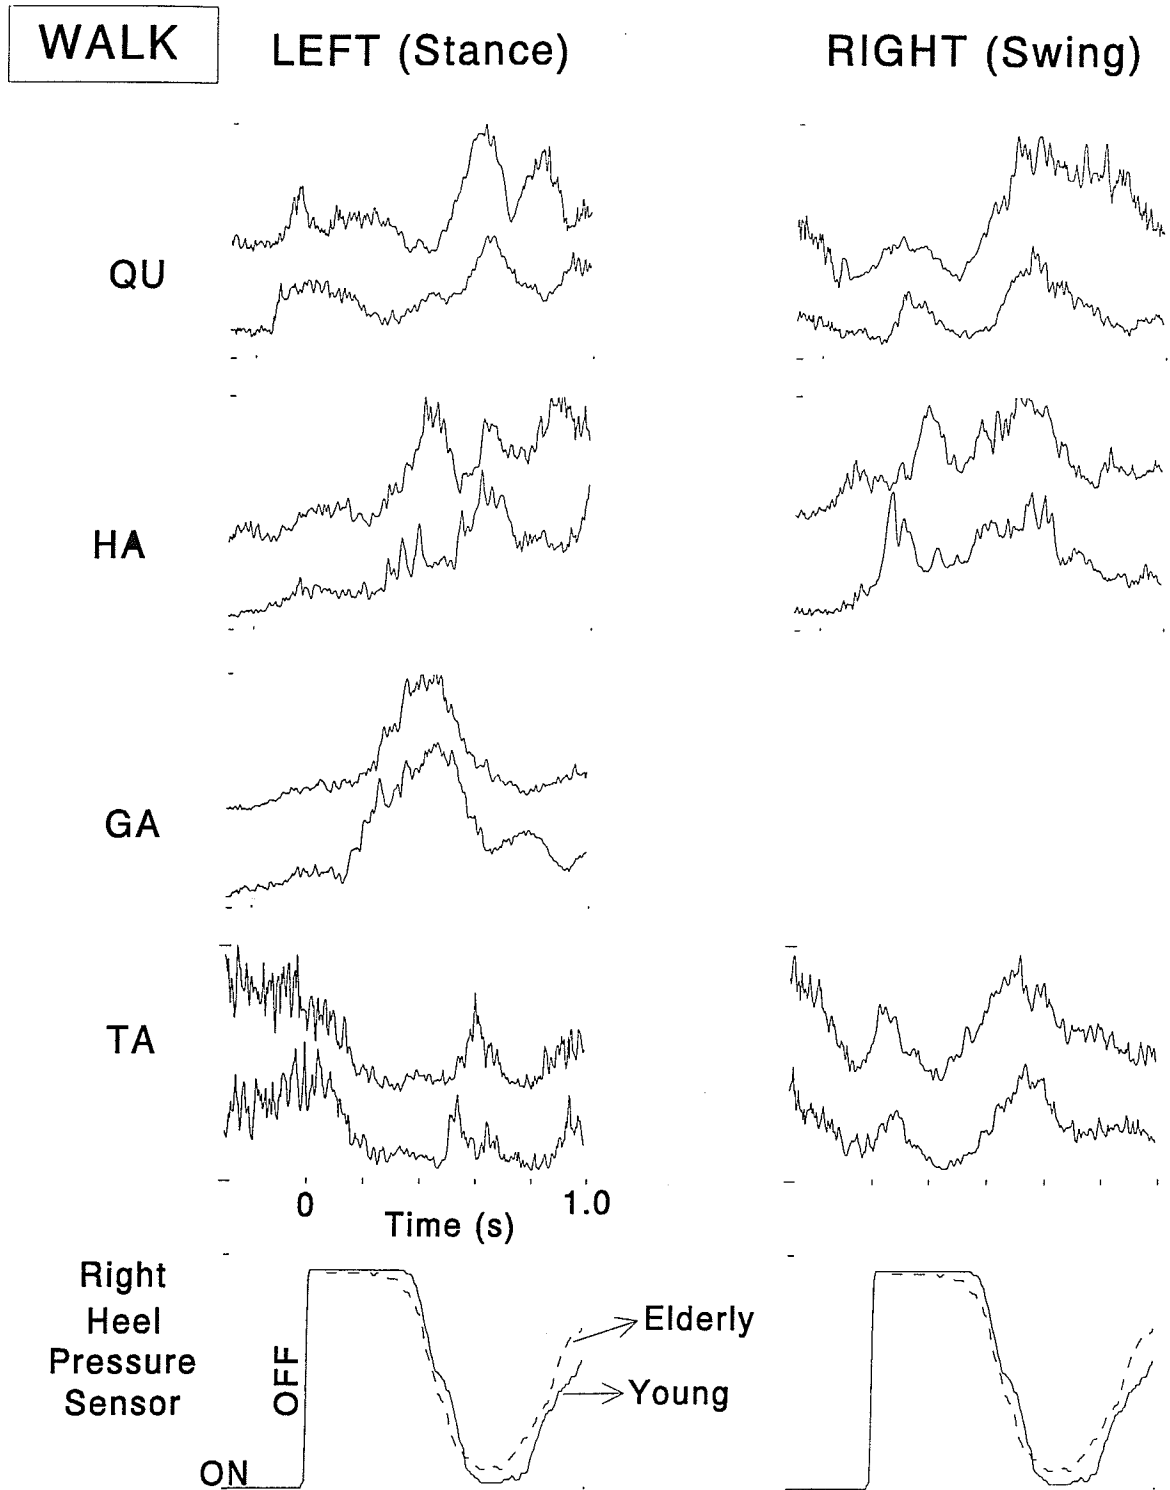 WALK
LEFT (Stance)
RIGHT (Swing)
QU
HA
GA
TA
0
1.0
Time (s)
Right
Heel
Pressure
Sensor
OFF
ON
Elderly
Young